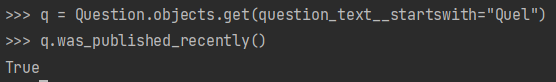 >>> q = Question.objects.get(question_text__startswith="Quel")
>>> q.was_published_recently()
True